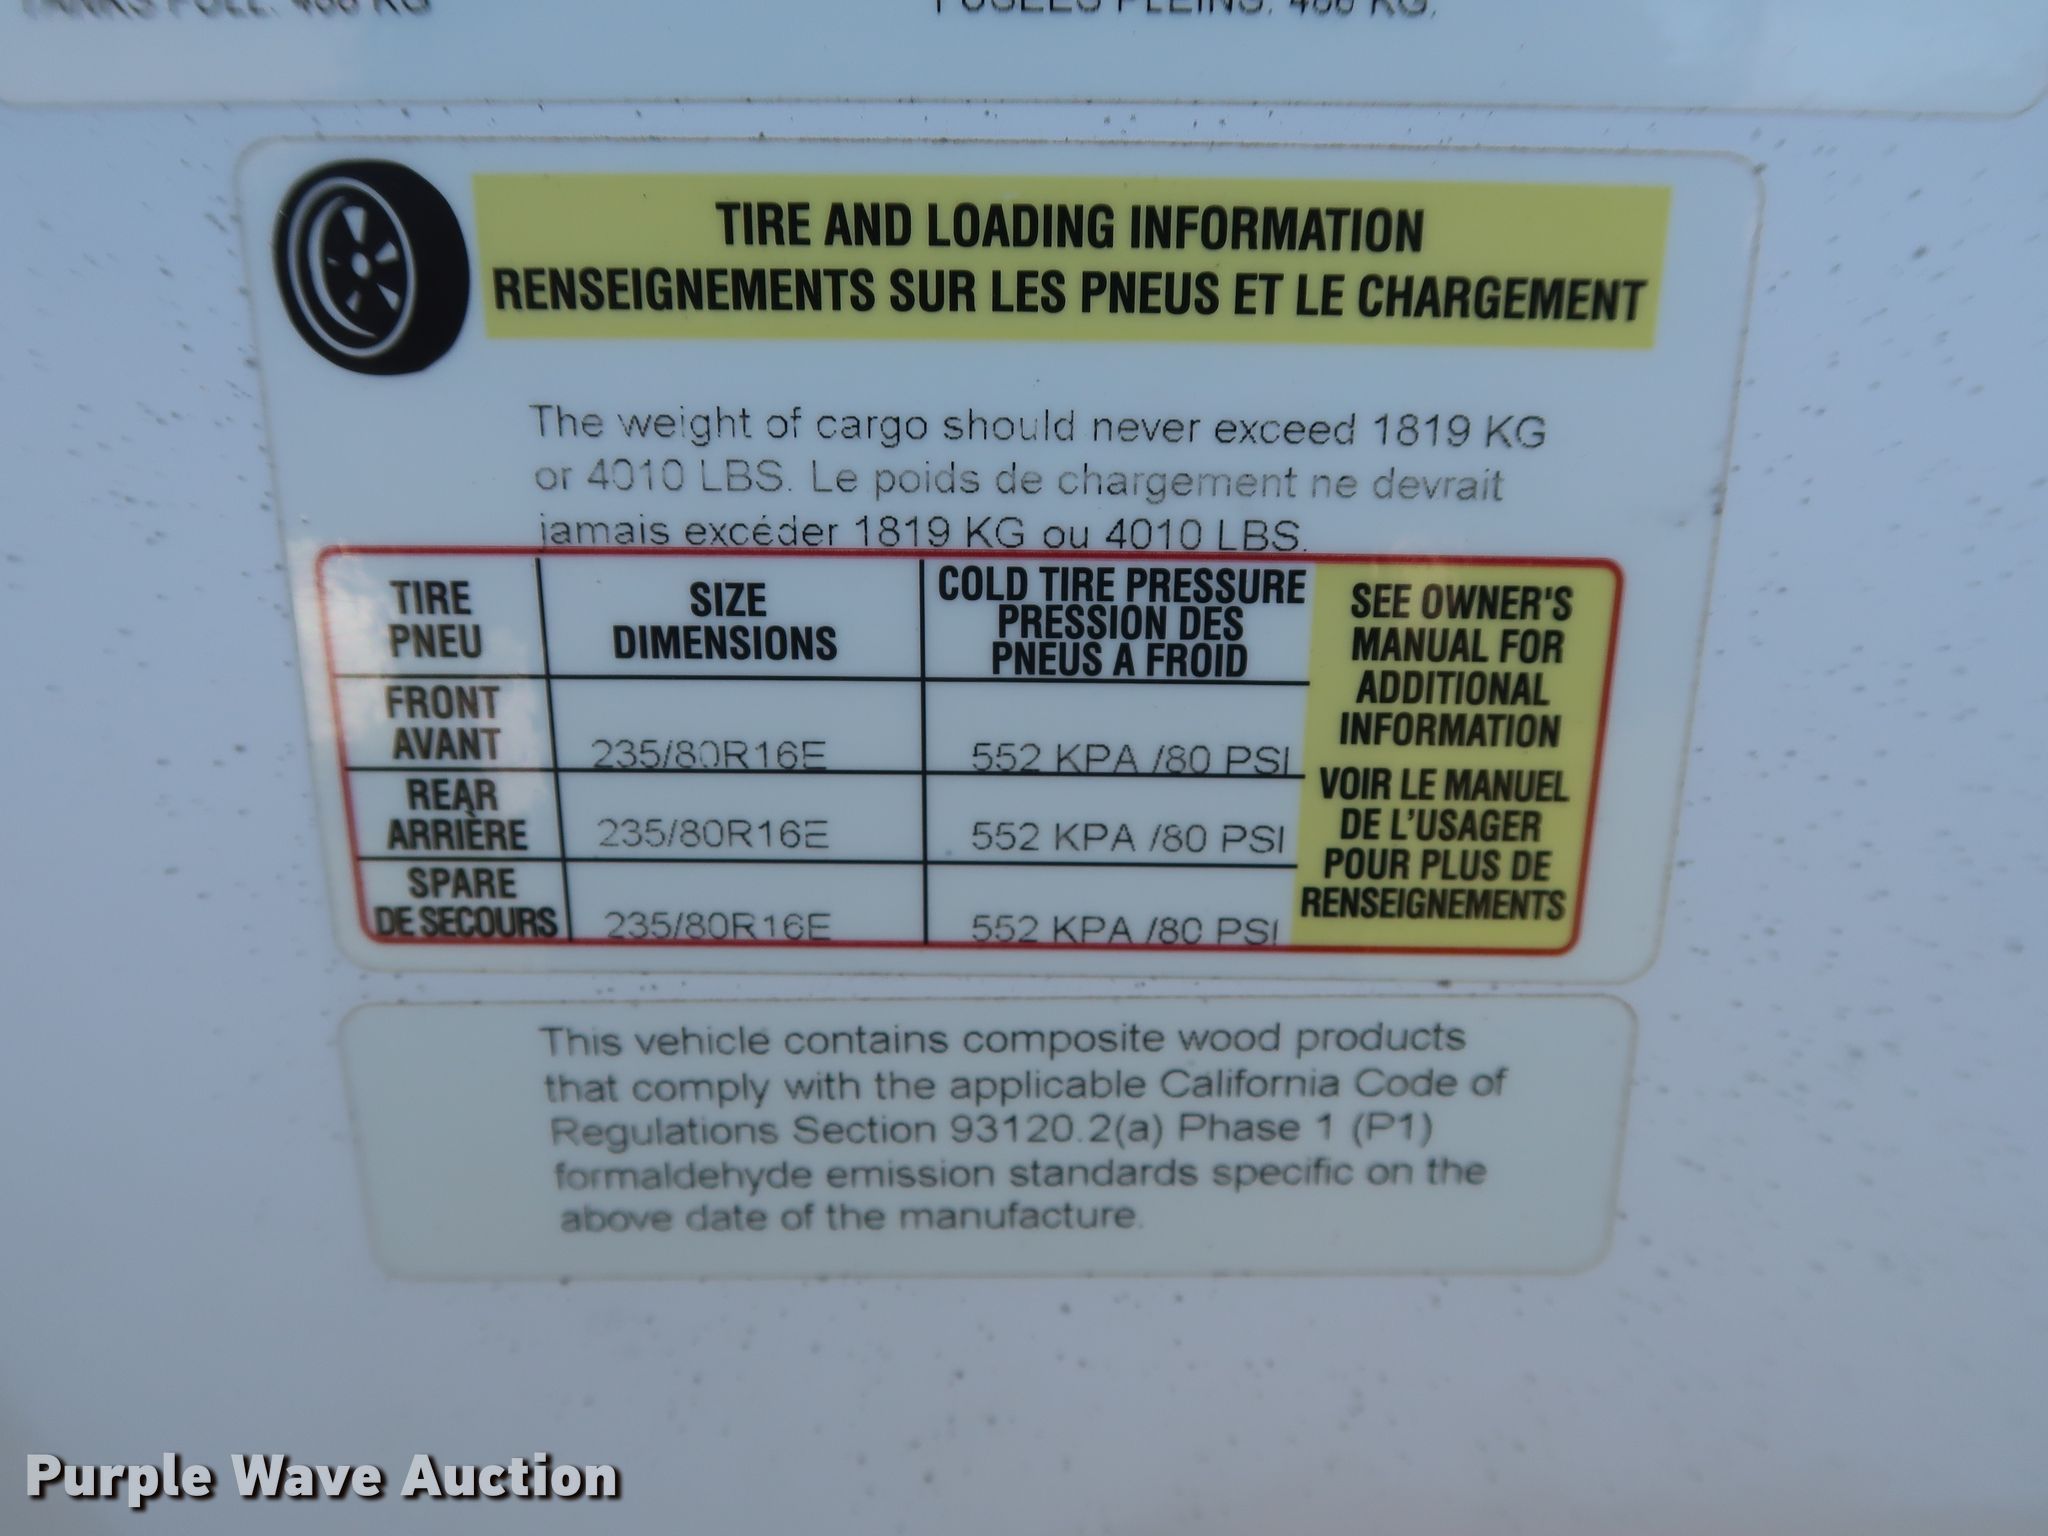 TANKS FULL: KG
PLEINS: KG.
TIRE AND LOADING INFORMATION
RENSEIGNEMENTS SUR LES PNEUS ET LE CHARGEMENT
The weight of cargo should never exceed 1819 KG
or 4010 LBS. Le poids de chargement ne devrait
jamais excéder 1819 KG ou 4010 LBS.
TIRE
PNEU
SIZE
DIMENSIONS
COLD TIRE PRESSURE
PRESSION DES
PNEUS A FROID
FRONT
AVANT
235/80R16E
552 KPA /80 PSI
REAR
ARRIÈRE
235/80R16E
552 KPA /80 PSI
SPARE
DE SECOURS
235/80R16E
552 KPA /80 PSI
SEE OWNER'S
MANUAL FOR
ADDITIONAL
INFORMATION
VOIR LE MANUEL
DE L'USAGER
POUR PLUS DE
RENSEIGNEMENTS
This vehicle contains composite wood products
that comply with the applicable California Code of
Regulations Section 93120.2(a) Phase 1 (P1)
formaldehyde emission standards specific on the
above date of the manufacture.
Purple Wave Auction